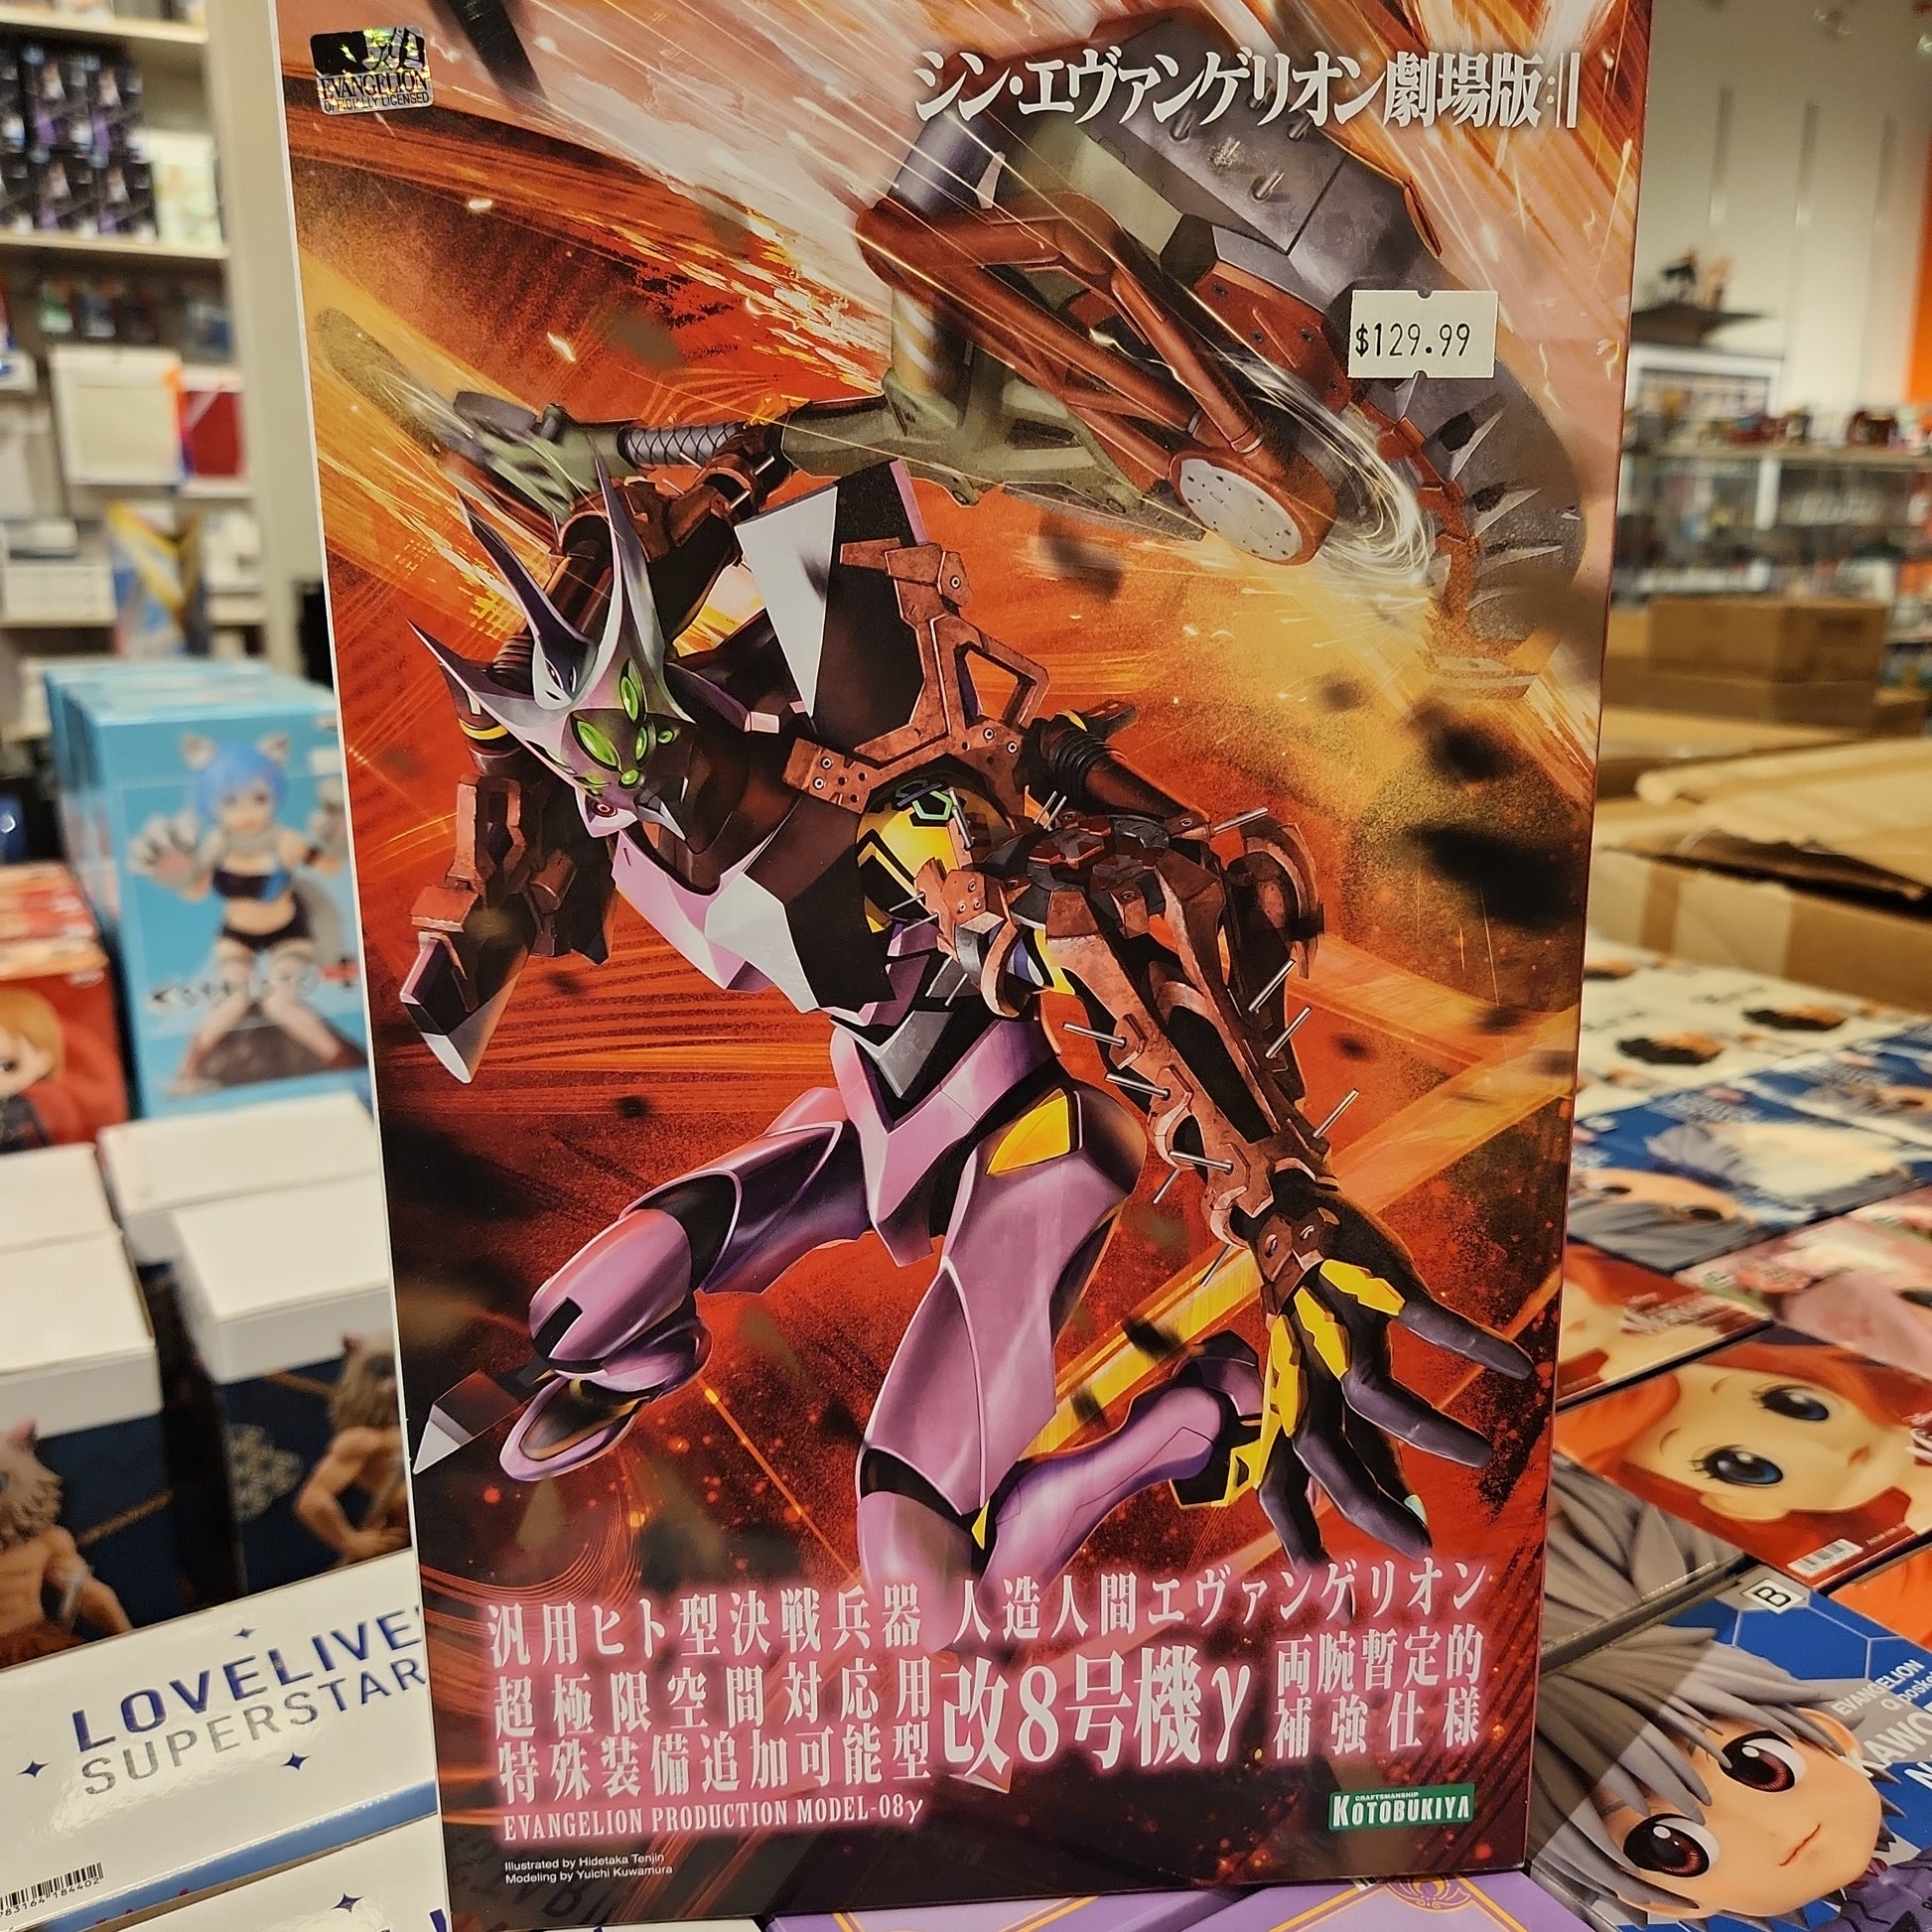 EVANGELION
OFFICIALLY LICENSED
シン・エヴァンゲリオン劇場版:||
$129.99
汎用ヒト型決戦兵器 人造人間エヴァンゲリオン
超極限空間対応用
特殊装備追加可能型
改8号機γ
両腕暫定的
補強仕様
EVANGELION PRODUCTION MODEL-08γ
CRAFTSMANSHIP
KOTOBUKIYA
Illustrated by Hidetaka Tenjin
Modeling by Yuichi Kuwamura
LOVELIVE
SUPERSTAR
B
EVANGELION